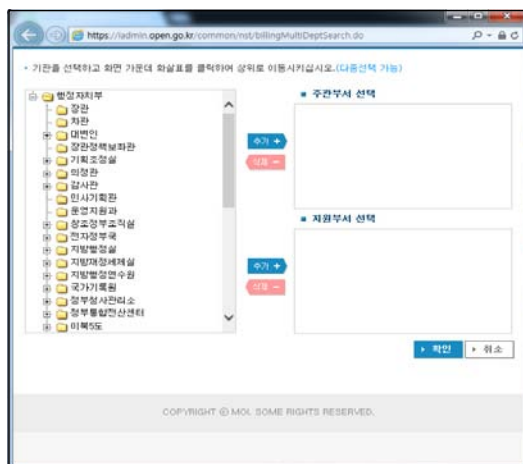 https://iadmin.open.go.kr/common/nst/billingMultiDeptSearch.do
• 기관을 선택하고 화면 가운데 화살표를 클릭하여 상위로 이동시키십시오.(다중선택 가능)
행정자치부
장관
차관
대변인
장관정책보좌관
기획조정실
의정관
감사관
인사기획관
운영지원과
창조정부조직실
전자정부국
지방행정실
지방재정세제실
지방행정연수원
국가기록원
정부청사관리소
정부통합전산센터
이북5도
■ 주관부서 선택
추가 +
삭제 −
■ 지원부서 선택
추가 +
삭제 −
확인
취소
COPYRIGHT © MOI. SOME RIGHTS RESERVED.